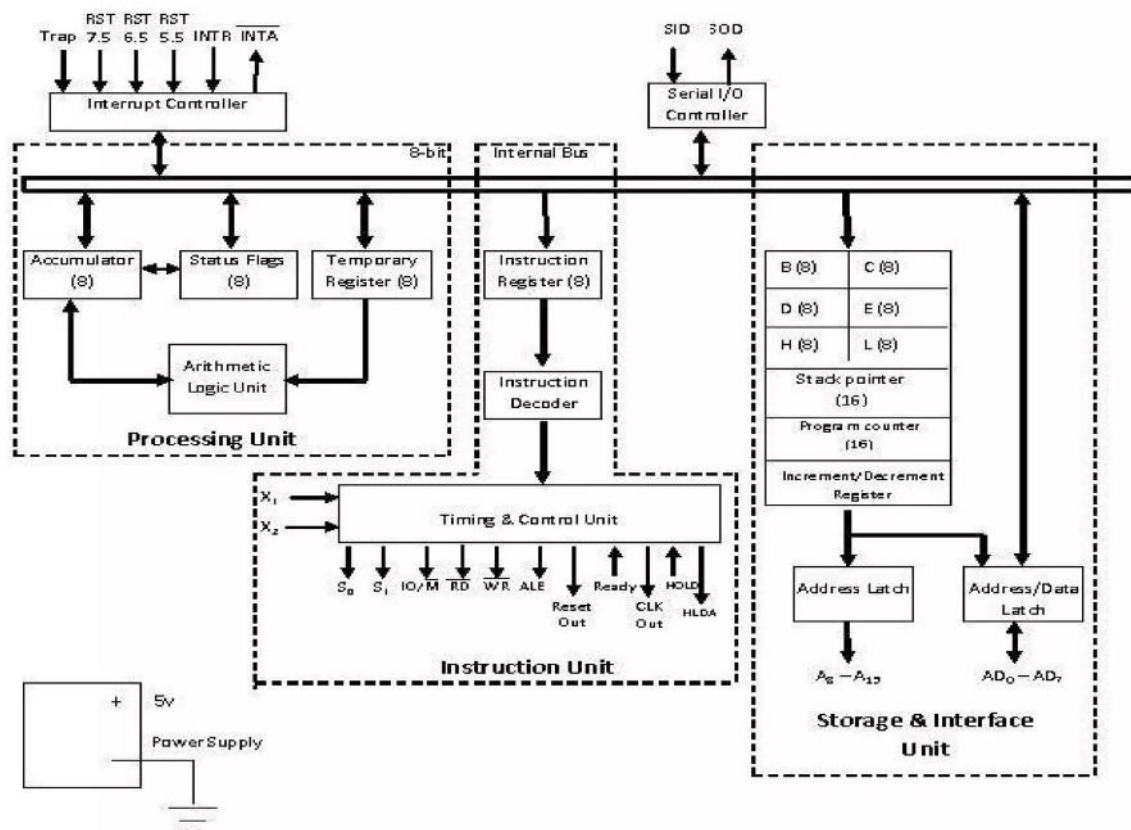 RST RST RST
Trap 7.5 6.5 5.5 INTR INTA
SID SOD
Interrupt Controller
Serial I/O
Controller
8-bit Internal Bus
Accumulator
(8)
Status Flags
(8)
Temporary
Register (8)
Instruction
Register (8)
B (8) C (8)
D (8) E (8)
H (8) L (8)
Stack pointer
(16)
Program counter
(16)
Increment/Decrement
Register
Arithmetic
Logic Unit
Instruction
Decoder
Processing Unit
X₁
X₂
Timing & Control Unit
S₀ S₁ IO/M RD WR ALE
Reset
Out
Ready
CLK
Out
HOLD
HLDA
Instruction Unit
Address Latch
Address/Data
Latch
A₈ – A₁₅
AD₀ – AD₇
Storage & Interface
Unit
+ 5v
Power Supply